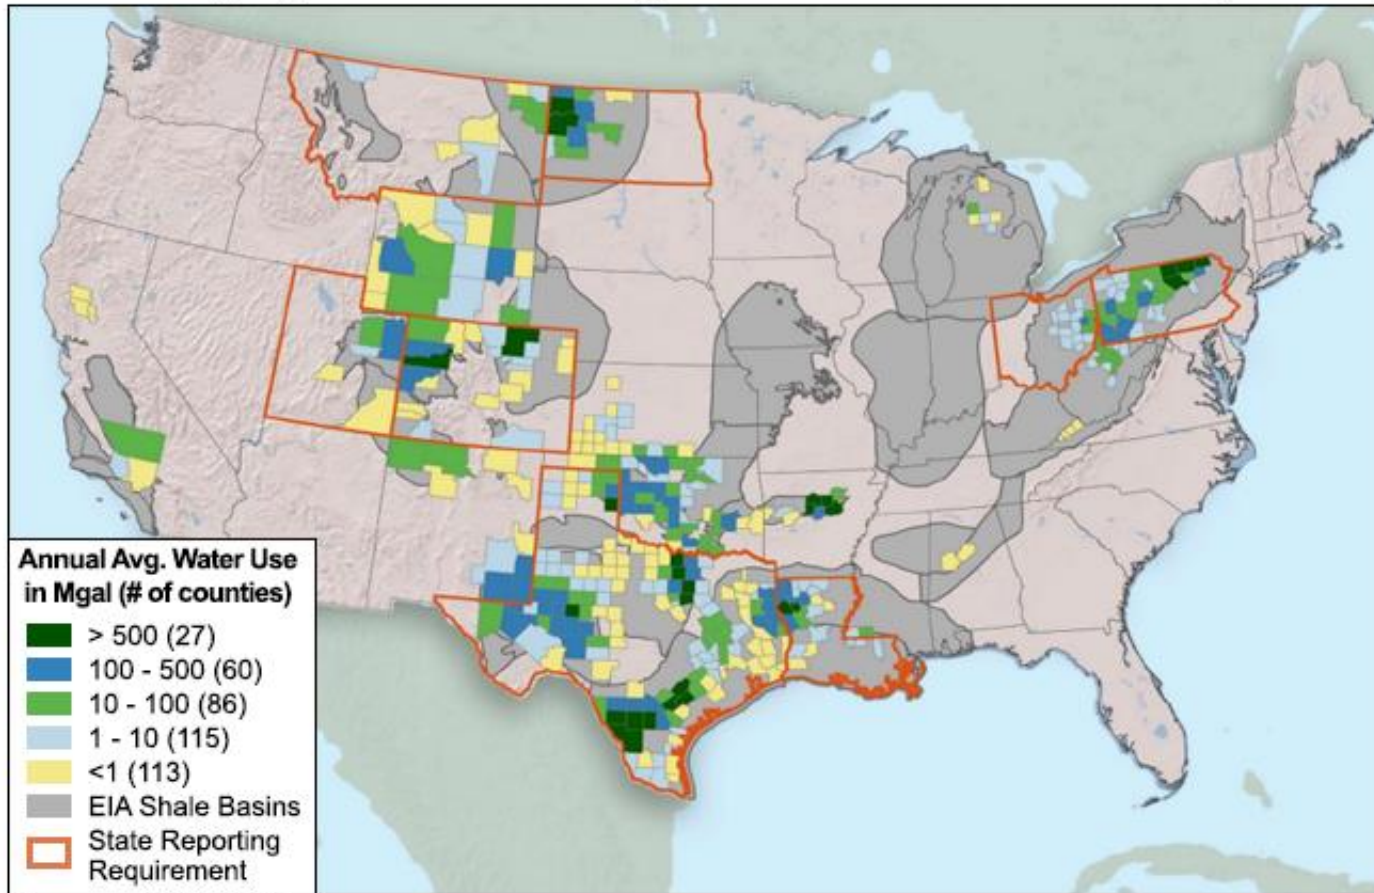 Annual Avg. Water Use
in Mgal (# of counties)
> 500 (27)
100 - 500 (60)
10 - 100 (86)
1 - 10 (115)
<1 (113)
EIA Shale Basins
State Reporting
Requirement